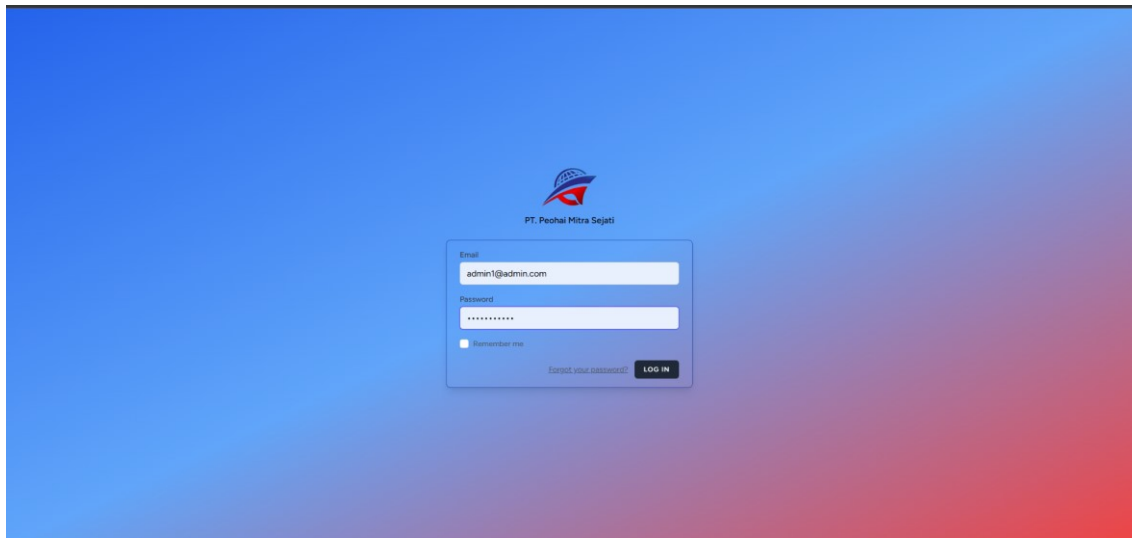 PT. Peohai Mitra Sejati
Email
admin1@admin.com
Password
•••••••••••
Remember me
Forgot your password? LOG IN